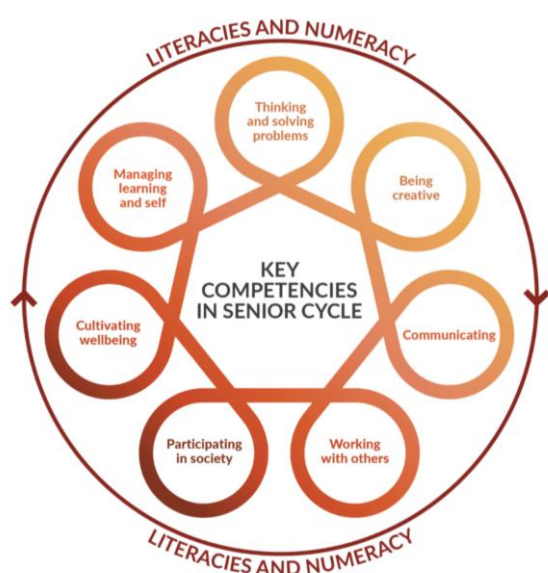 LITERACIES AND NUMERACY
Thinking
and solving
problems
Being
creative
Communicating
Working
with others
Participating
in society
Cultivating
wellbeing
Managing
learning
and self
KEY
COMPETENCIES
IN SENIOR CYCLE
LITERACIES AND NUMERACY